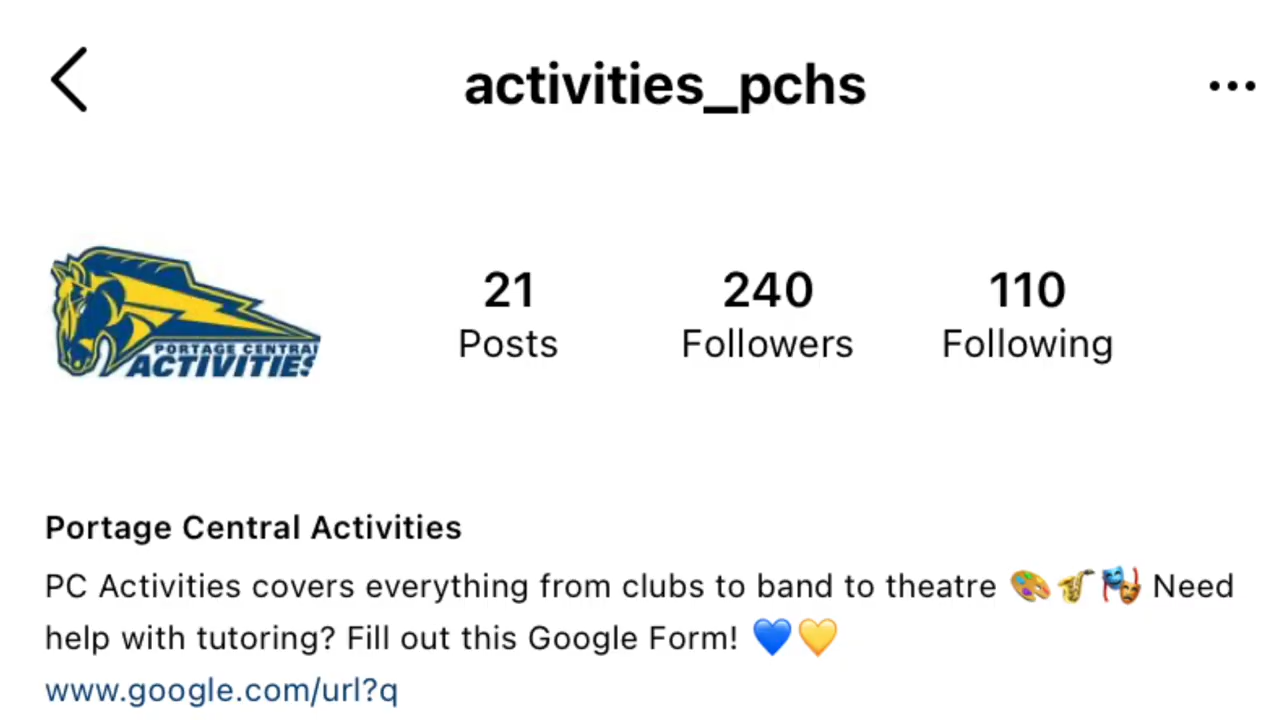 activities_pchs
PORTAGE CENTRAL
ACTIVITIES
21 240 110
Posts Followers Following
Portage Central Activities
PC Activities covers everything from clubs to band to theatre 🎨🎷🎭 Need
help with tutoring? Fill out this Google Form! 💙💛
www.google.com/url?q